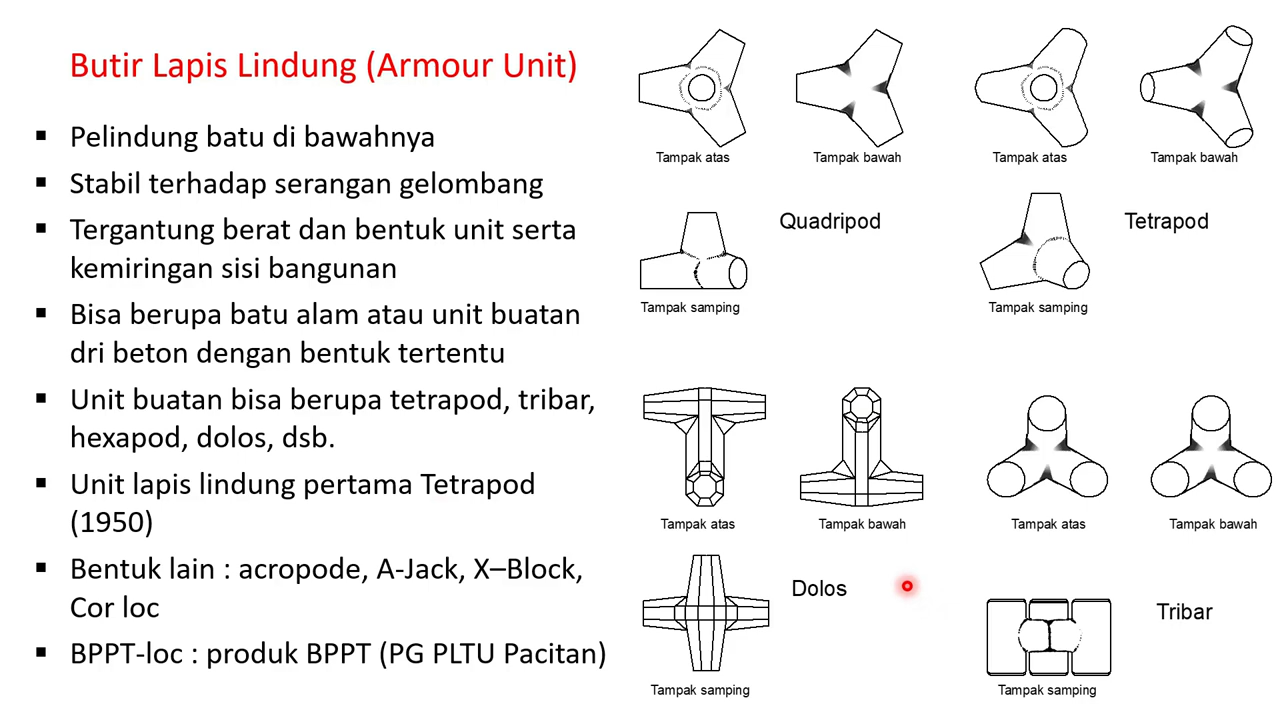 Butir Lapis Lindung (Armour Unit)
▪ Pelindung batu di bawahnya
▪ Stabil terhadap serangan gelombang
▪ Tergantung berat dan bentuk unit serta
kemiringan sisi bangunan
▪ Bisa berupa batu alam atau unit buatan
dri beton dengan bentuk tertentu
▪ Unit buatan bisa berupa tetrapod, tribar,
hexapod, dolos, dsb.
▪ Unit lapis lindung pertama Tetrapod
(1950)
▪ Bentuk lain : acropode, A-Jack, X–Block,
Cor loc
▪ BPPT-loc : produk BPPT (PG PLTU Pacitan)
Tampak atas
Tampak bawah
Quadripod
Tampak samping
Tampak atas
Tampak bawah
Tetrapod
Tampak samping
Tampak atas
Tampak bawah
Dolos
Tampak samping
Tampak atas
Tampak bawah
Tribar
Tampak samping